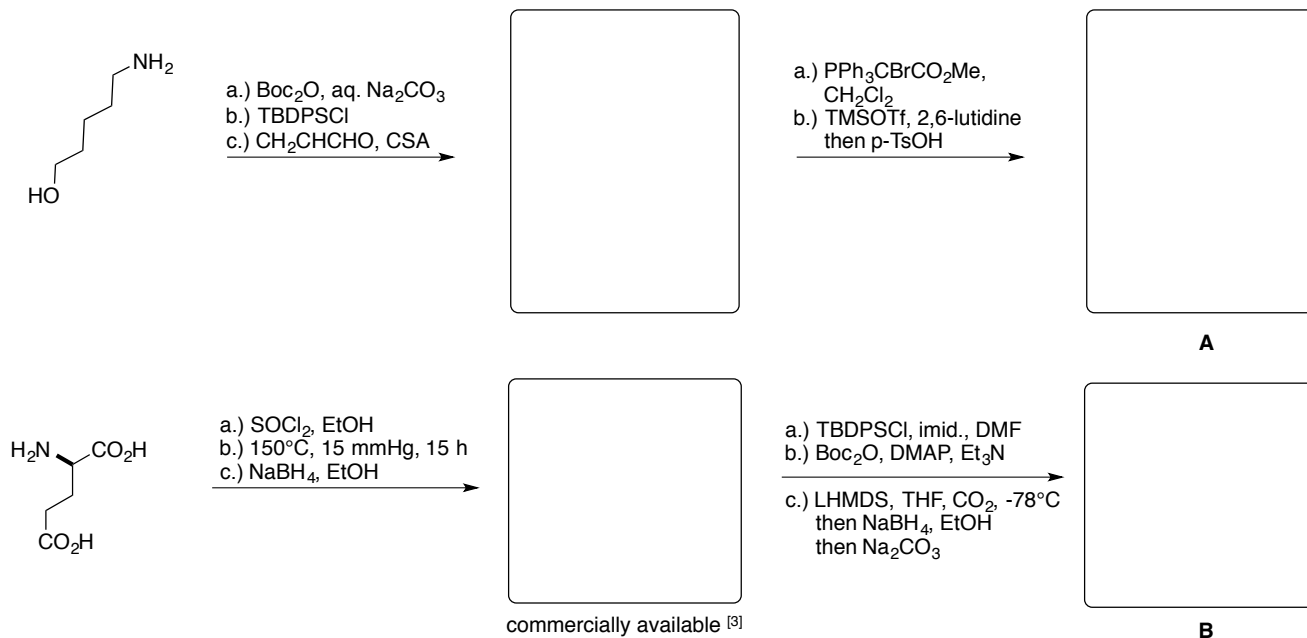 NH₂
HO
a.) Boc₂O, aq. Na₂CO₃
b.) TBDPSCl
c.) CH₂CHCHO, CSA
a.) PPh₃CBrCO₂Me,
CH₂Cl₂
b.) TMSOTf, 2,6-lutidine
then p-TsOH
A
H₂N
CO₂H
CO₂H
a.) SOCl₂, EtOH
b.) 150°C, 15 mmHg, 15 h
c.) NaBH₄, EtOH
commercially available [3]
a.) TBDPSCl, imid., DMF
b.) Boc₂O, DMAP, Et₃N
c.) LHMDS, THF, CO₂, -78°C
then NaBH₄, EtOH
then Na₂CO₃
B